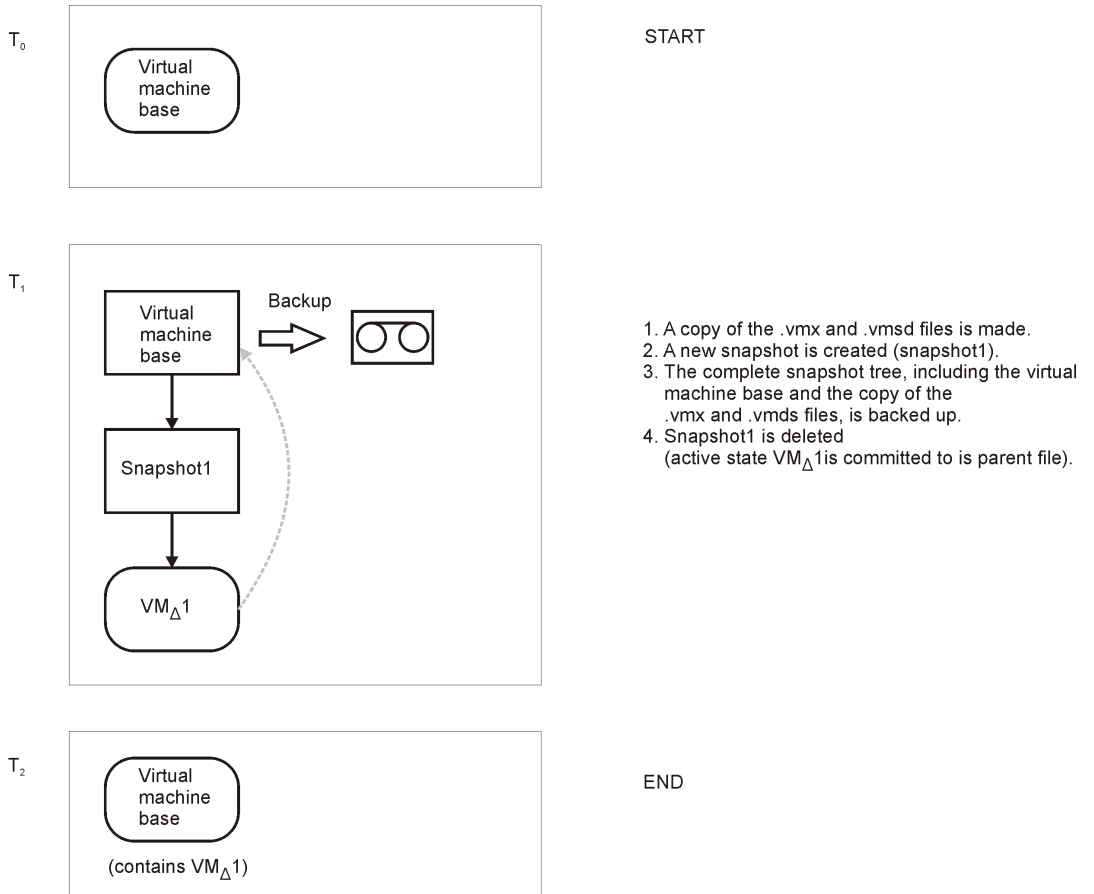 T0
START
Virtual
machine
base
T1
Backup
Virtual
machine
base
Snapshot1
VMΔ1
1. A copy of the .vmx and .vmsd files is made.
2. A new snapshot is created (snapshot1).
3. The complete snapshot tree, including the virtual
machine base and the copy of the
.vmx and .vmds files, is backed up.
4. Snapshot1 is deleted
(active state VMΔ1is committed to is parent file).
T2
Virtual
machine
base
(contains VMΔ1)
END